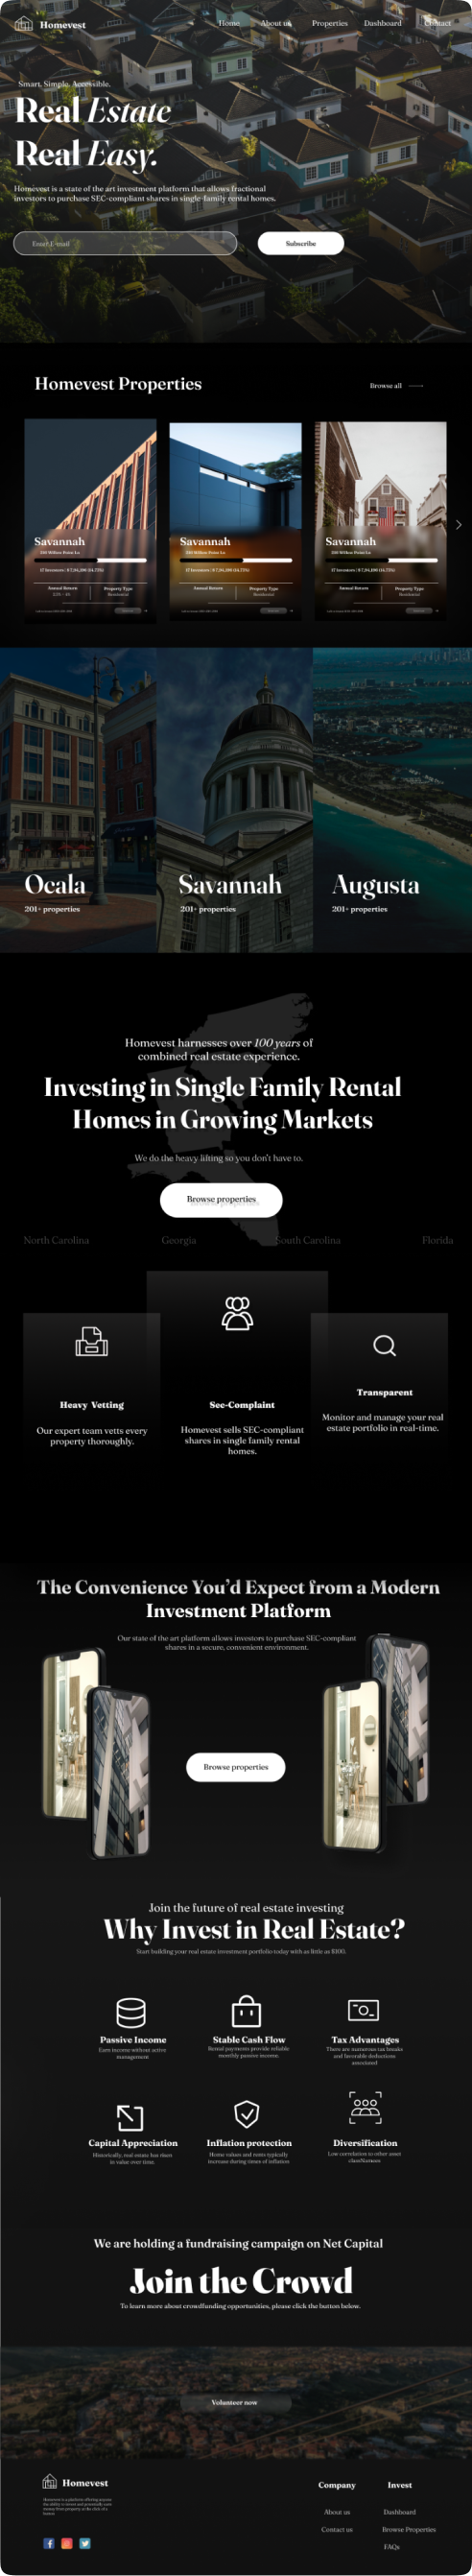 Homevest
Home About us Properties Dashboard Contact
Smart. Simple. Accessible.
Real Estate
Real Easy.
Homevest is a state of the art investment platform that allows fractional
investors to purchase SEC-compliant shares in single-family rental homes.
Enter E-mail
Subscribe
Homevest Properties
Browse all
Savannah
Savannah
Savannah
Annual Return
Property Type
Residential
Annual Return
Property Type
Residential
Annual Return
Property Type
Residential
Ocala
201+ properties
Savannah
201+ properties
Augusta
201+ properties
Homevest harnesses over 100 years of
combined real estate experience.
Investing in Single Family Rental
Homes in Growing Markets
We do the heavy lifting so you don't have to.
Browse properties
North Carolina Georgia South Carolina Florida
Heavy Vetting
Our expert team vetts every
property thoroughly.
Sec-Complaint
Homevest sells SEC-compliant
shares in single family rental
homes.
Transparent
Monitor and manage your real
estate portfolio in real-time.
The Convenience You'd Expect from a Modern
Investment Platform
Our state of the art platform allows investors to purchase SEC-compliant
shares in a secure, convenient environment.
Browse properties
Join the future of real estate investing
Why Invest in Real Estate?
Start building your real estate investment portfolio today with as little as $100.
Passive Income
Earn income without active
management
Stable Cash Flow
Rental payments provide reliable
monthly passive income.
Tax Advantages
There are numerous tax breaks
and favorable deductions
associated
Capital Appreciation
Historically, real estate has risen
in value over time.
Inflation protection
Home values and rents typically
increase during times of inflation
Diversification
Low correlation to other asset
We are holding a fundraising campaign on Net Capital
Join the Crowd
To learn more about crowdfunding opportunities, please click the button below.
Volunteer now
Homevest
Company
About us
Contact us
Invest
Dashboard
Browse Properties
FAQs